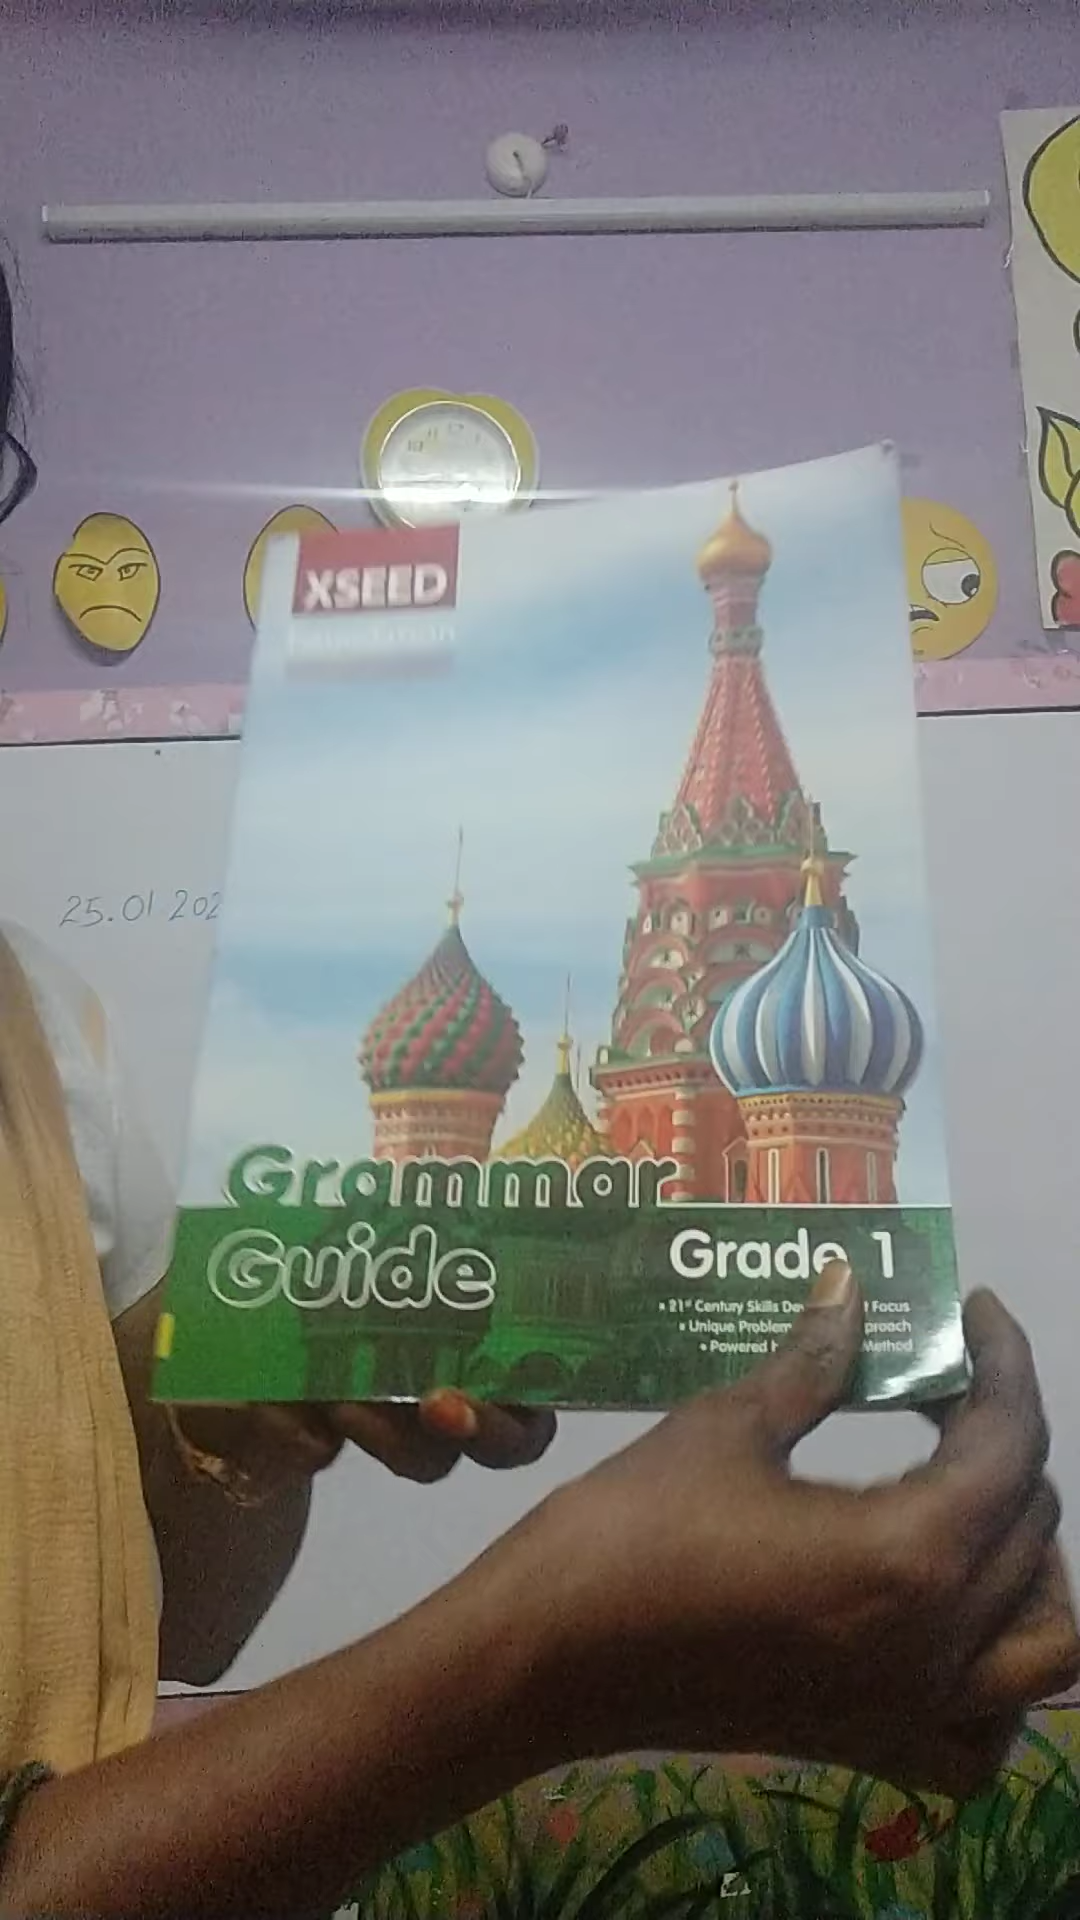 XSEED
25.01 202
Grammar
Guide
Grade 1
• 21st Century Skills Dev t Focus
• Unique Problem proach
• Powered Method